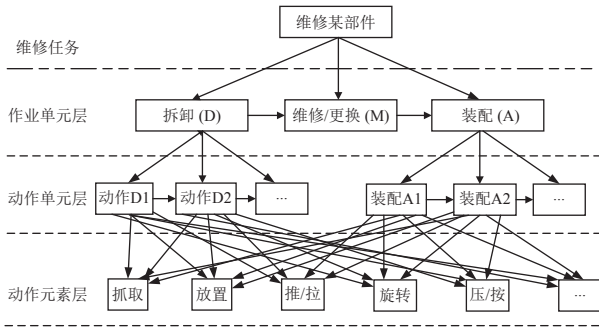 维修某部件
维修任务
作业单元层
拆卸 (D)
维修/更换 (M)
装配 (A)
动作单元层
动作D1
动作D2
...
装配A1
装配A2
...
动作元素层
抓取
放置
推/拉
旋转
压/按
...